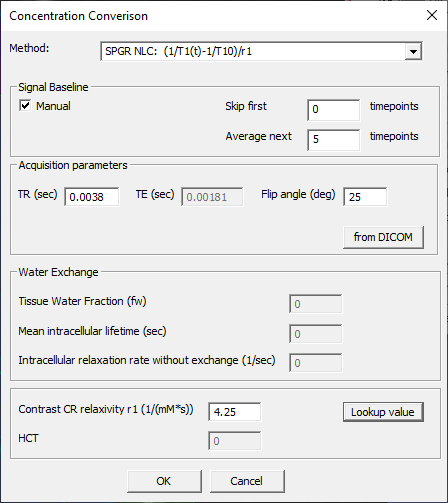 Concentration Converison
Method:
SPGR NLC: (1/T1(t)-1/T10)/r1
Signal Baseline
Manual
Skip first 0 timepoints
Average next 5 timepoints
Acquisition parameters
TR (sec) 0.0038 TE (sec) 0.00181 Flip angle (deg) 25
from DICOM
Water Exchange
Tissue Water Fraction (fw) 0
Mean intracellular lifetime (sec) 0
Intracellular relaxation rate without exchange (1/sec) 0
Contrast CR relaxivity r1 (1/(mM*s)) 4.25 Lookup value
HCT 0
OK Cancel